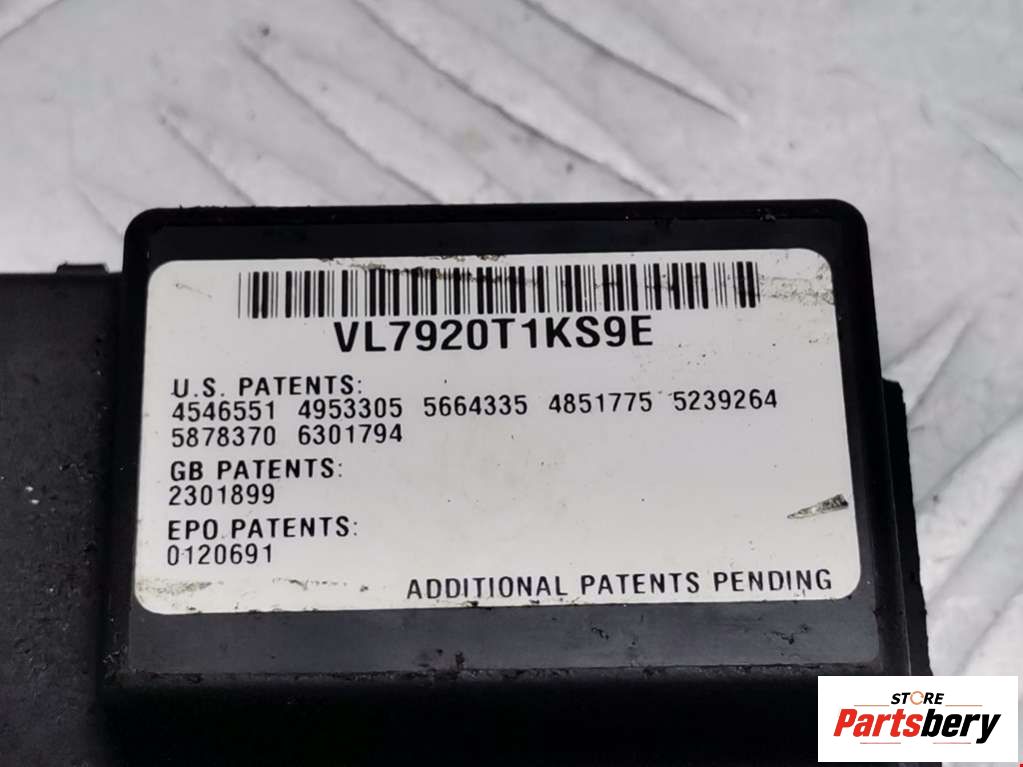 VL7920T1KS9E
U.S. PATENTS:
4546551 4953305 5664335 4851775 5239264
5878370 6301794
GB PATENTS:
2301899
EPO PATENTS:
0120691
ADDITIONAL PATENTS PENDING
STORE
Partsbery